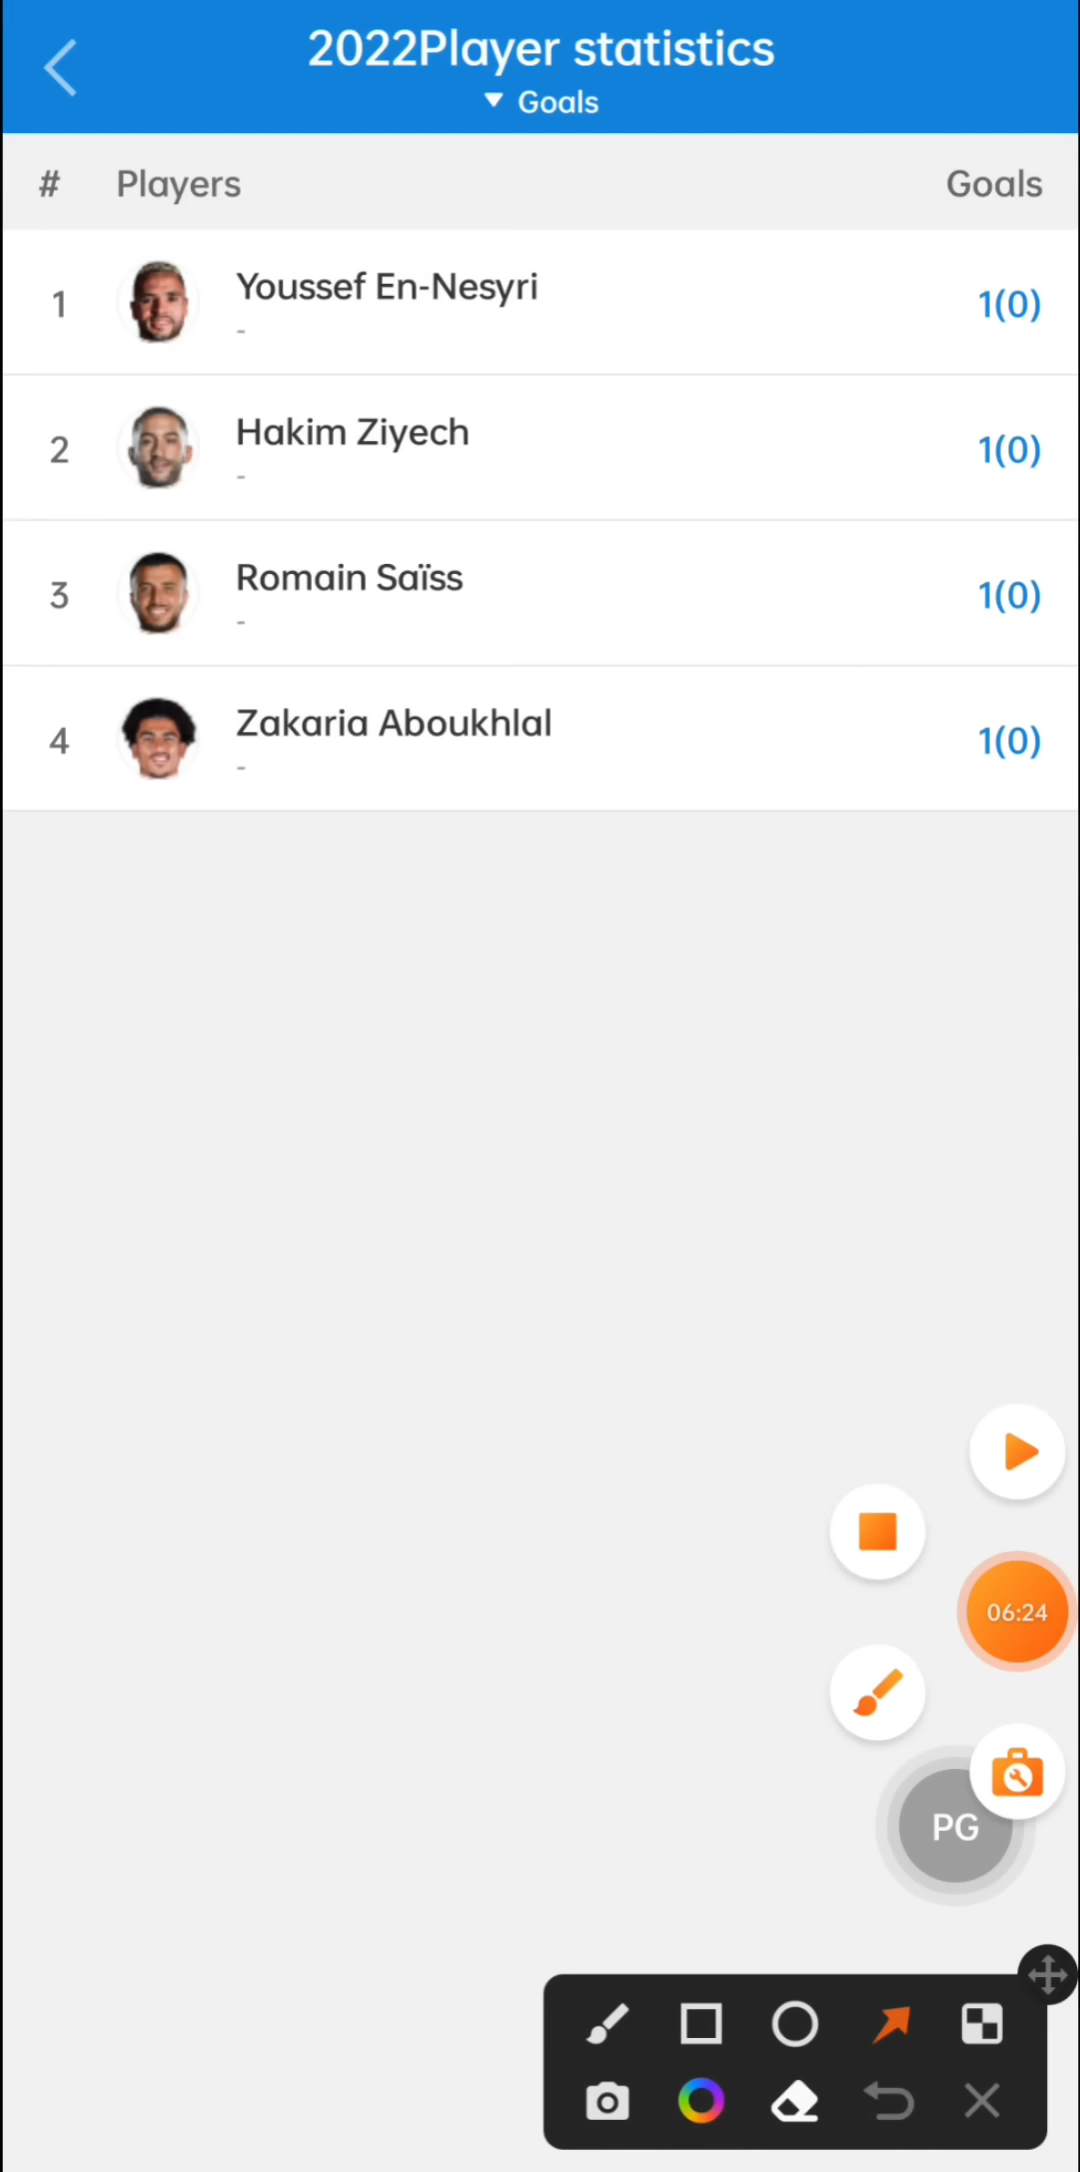 2022Player statistics
▼ Goals
# Players Goals
1 Youssef En-Nesyri 1(0)
-
2 Hakim Ziyech 1(0)
-
3 Romain Saïss 1(0)
-
4 Zakaria Aboukhlal 1(0)
-
06:24
PG